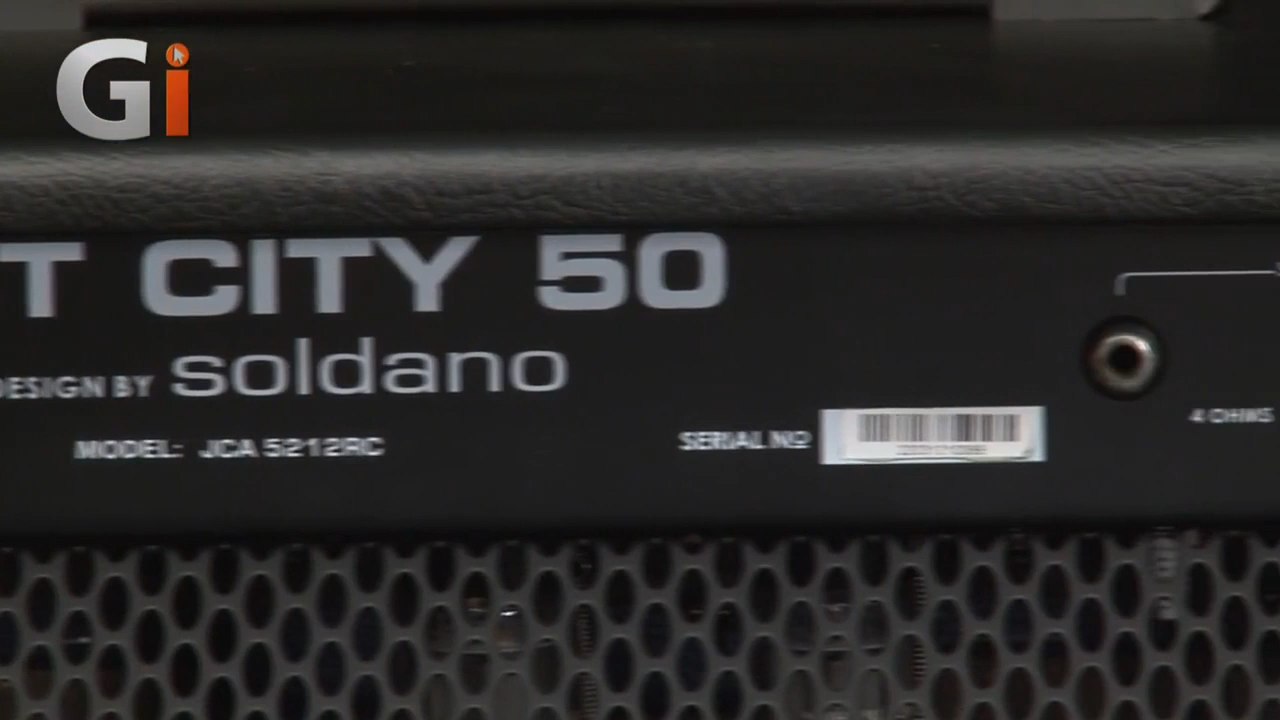 Gi
T CITY 50
DESIGN BY soldano
MODEL: JCA 5212RC
SERIAL NO
4 OHMS